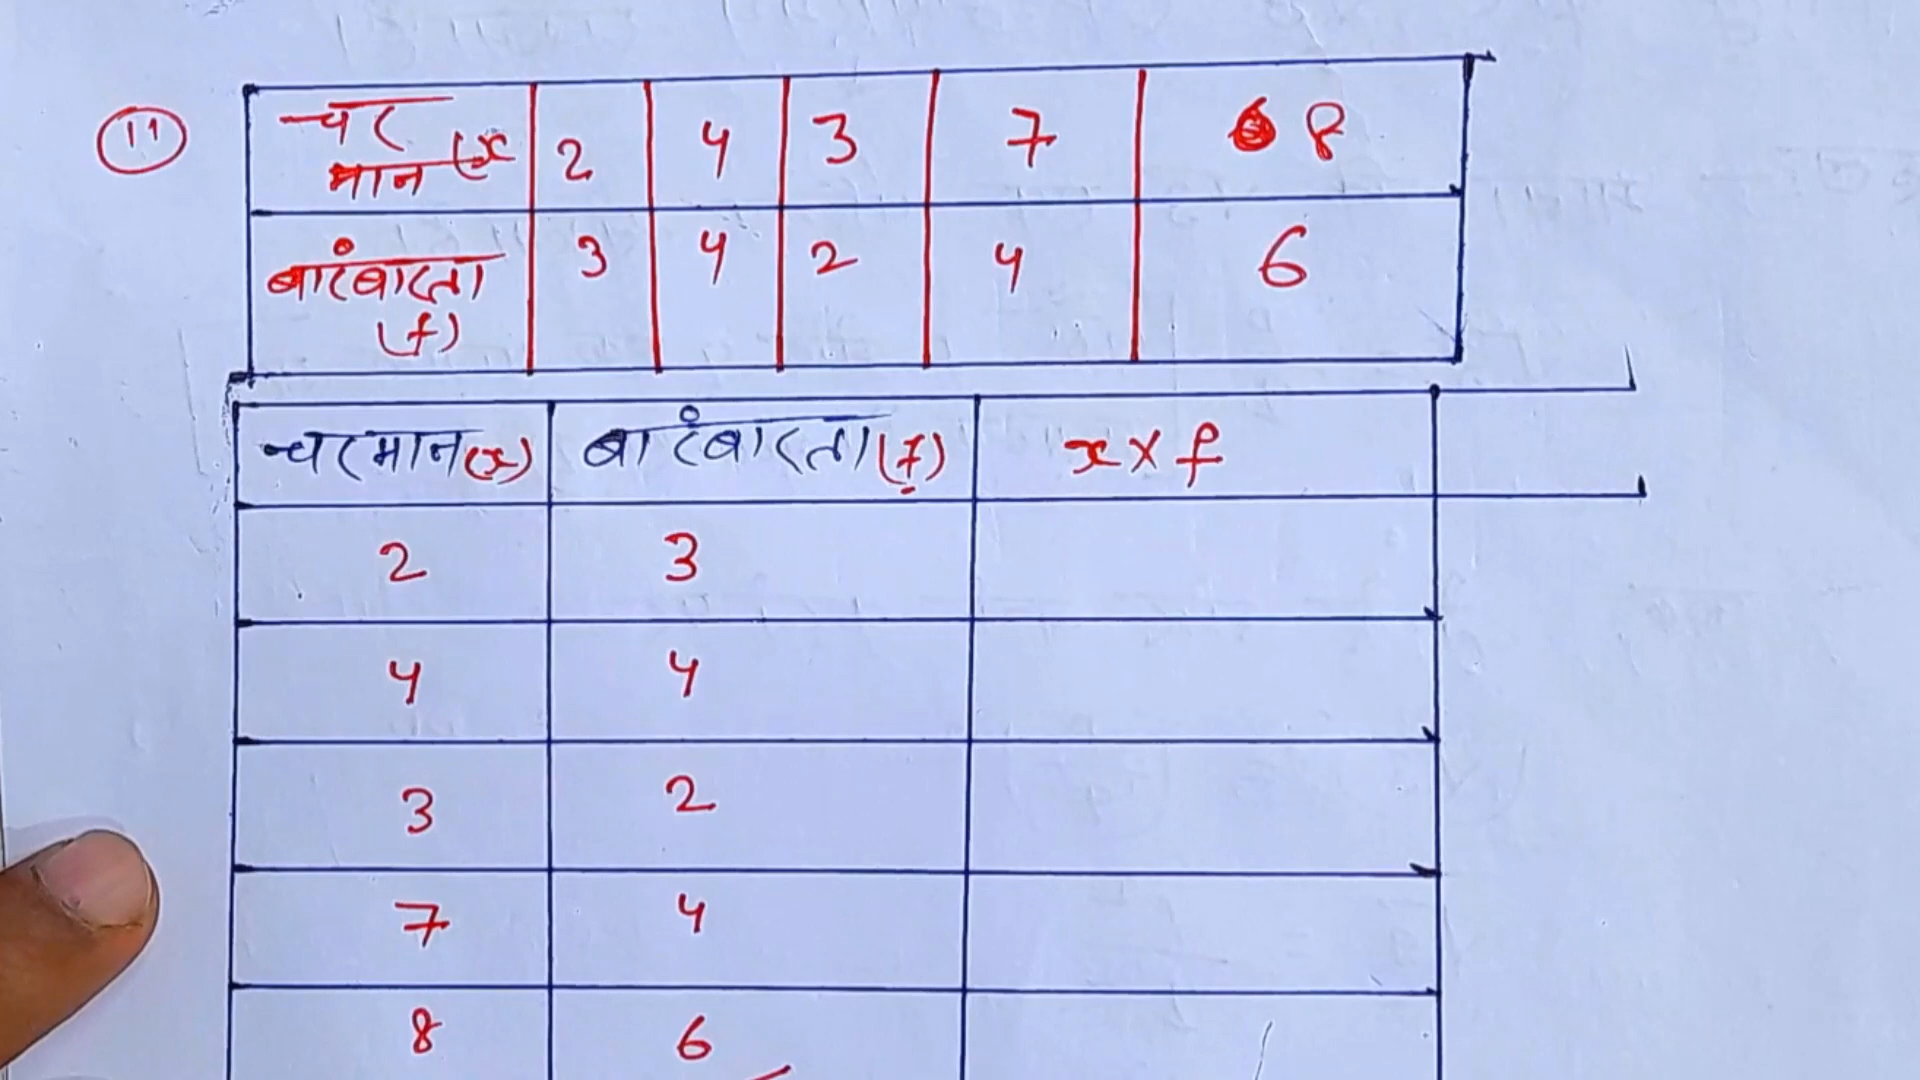 11
चर मान (x 2 4 3 7 8
बारंबारता (f) 3 4 2 4 6
चरमान(x) बारंबारता(f) x×f
2 3
4 4
3 2
7 4
8 6